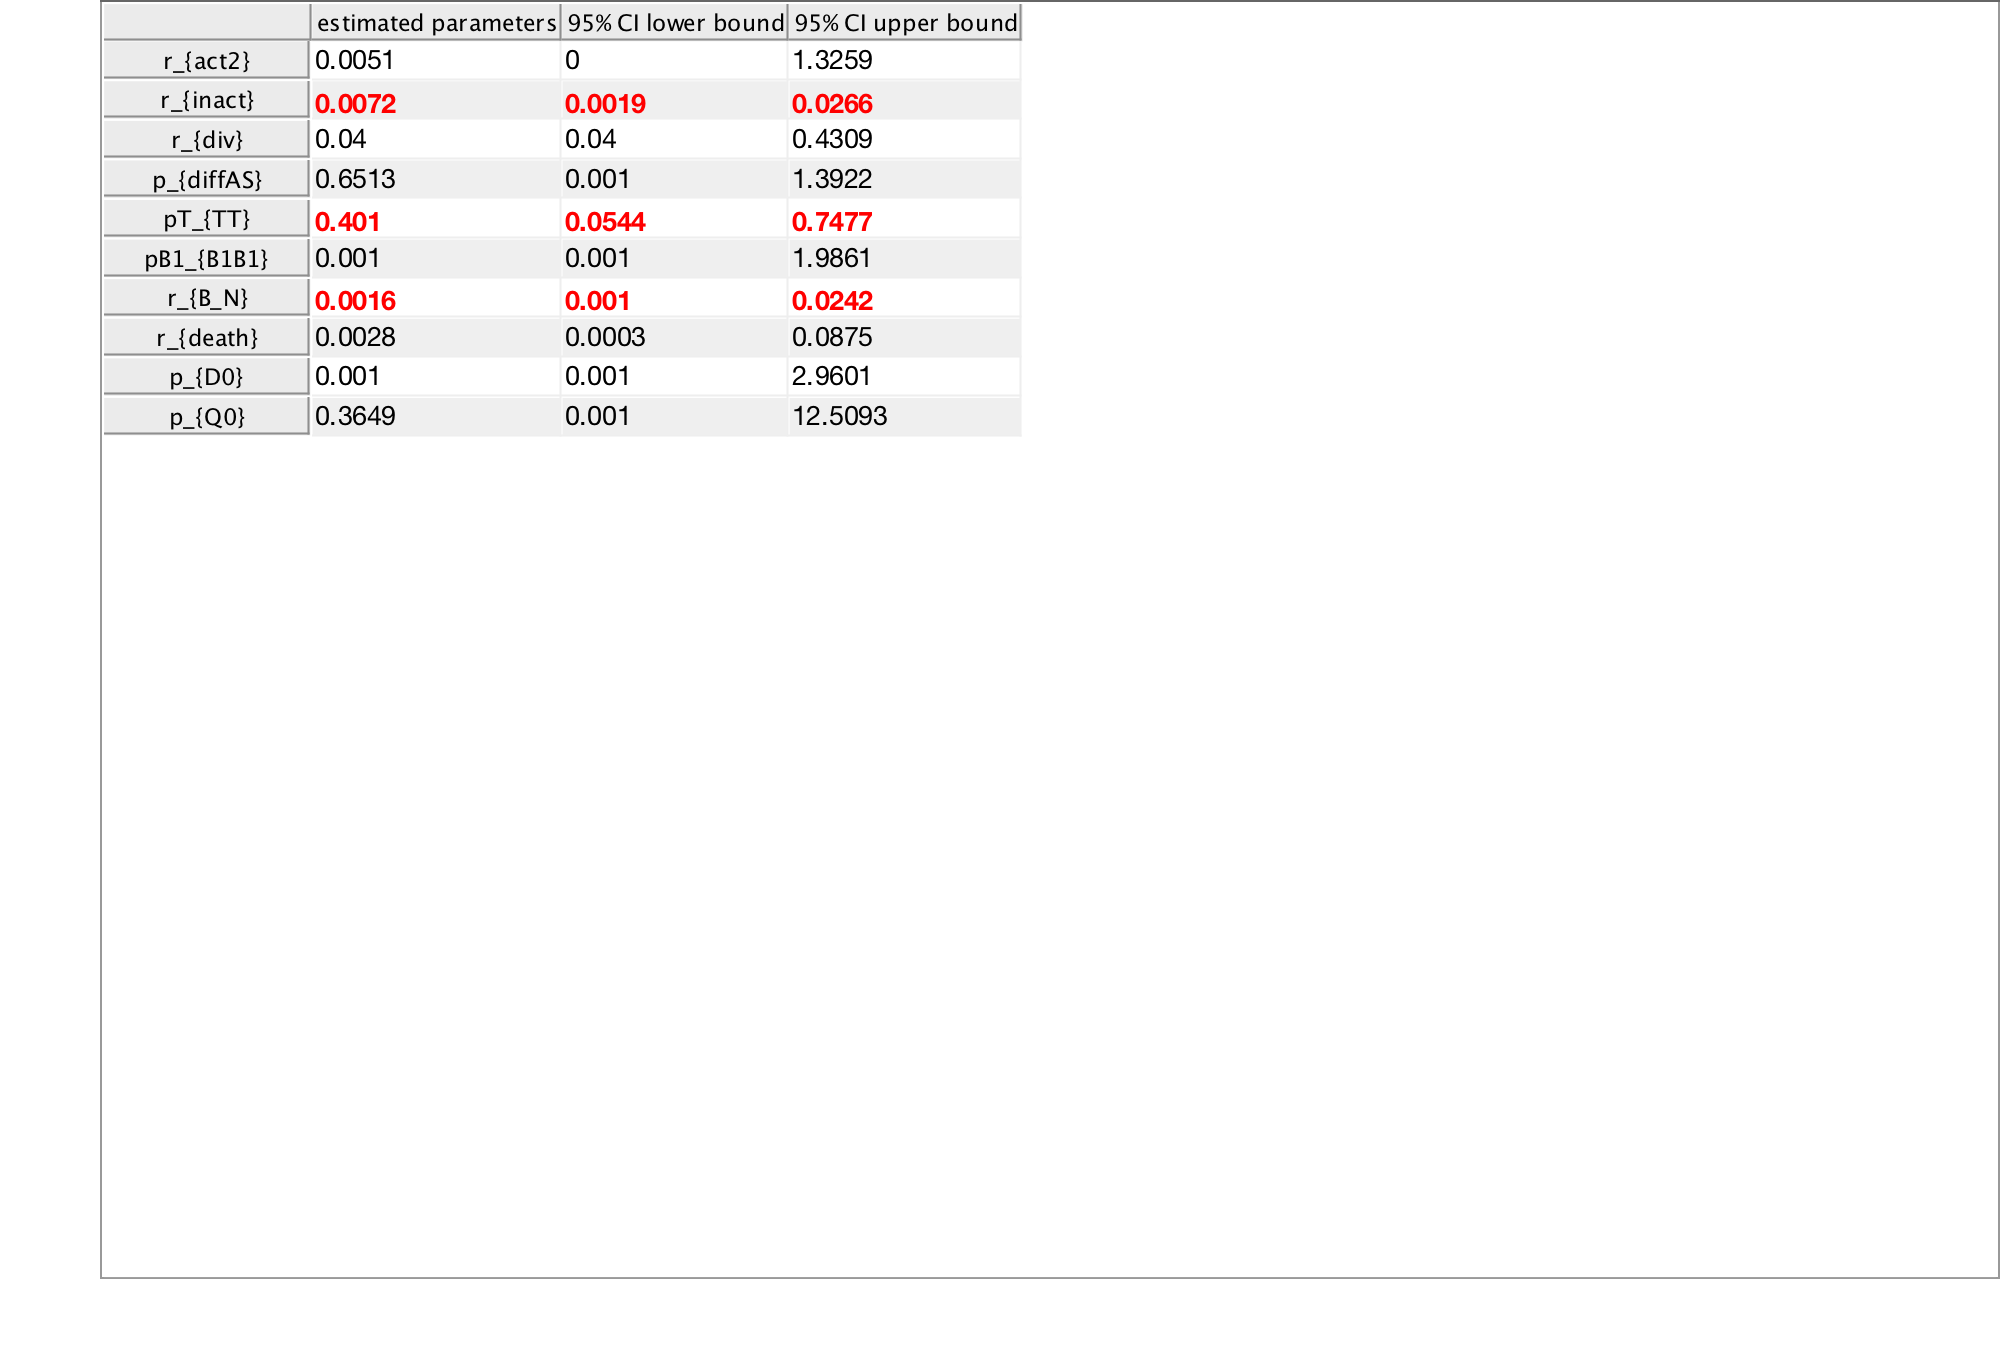 estimated parameters 95% CI lower bound 95% CI upper bound
r_{act2} 0.0051 0 1.3259
r_{inact} 0.0072 0.0019 0.0266
r_{div} 0.04 0.04 0.4309
p_{diffAS} 0.6513 0.001 1.3922
pT_{TT} 0.401 0.0544 0.7477
pB1_{B1B1} 0.001 0.001 1.9861
r_{B_N} 0.0016 0.001 0.0242
r_{death} 0.0028 0.0003 0.0875
p_{D0} 0.001 0.001 2.9601
p_{Q0} 0.3649 0.001 12.5093